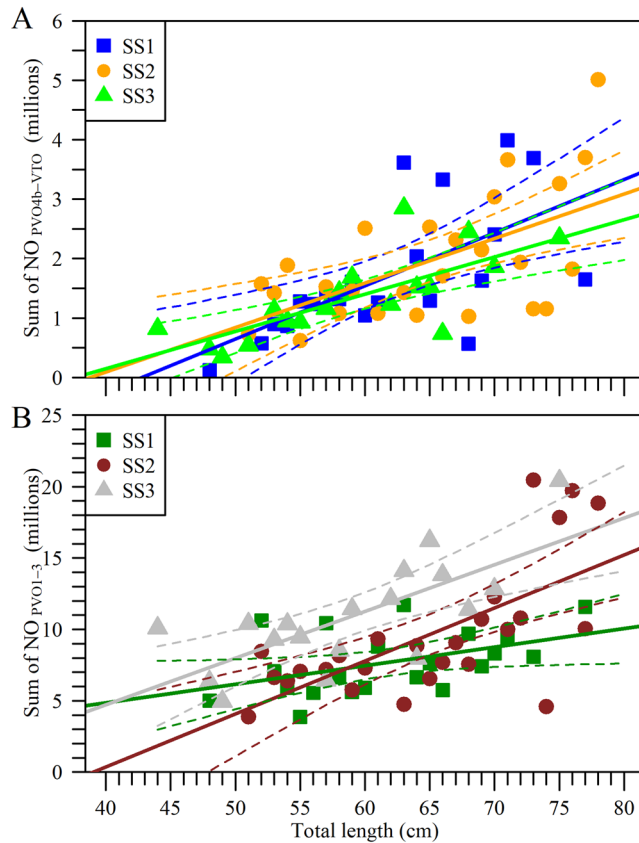 A
SS1
SS2
SS3
Sum of NO PVO4b–VTO (millions)
6
5
4
3
2
1
0
B
SS1
SS2
SS3
Sum of NO PVO1–3 (millions)
25
20
15
10
5
0
40 45 50 55 60 65 70 75 80
Total length (cm)